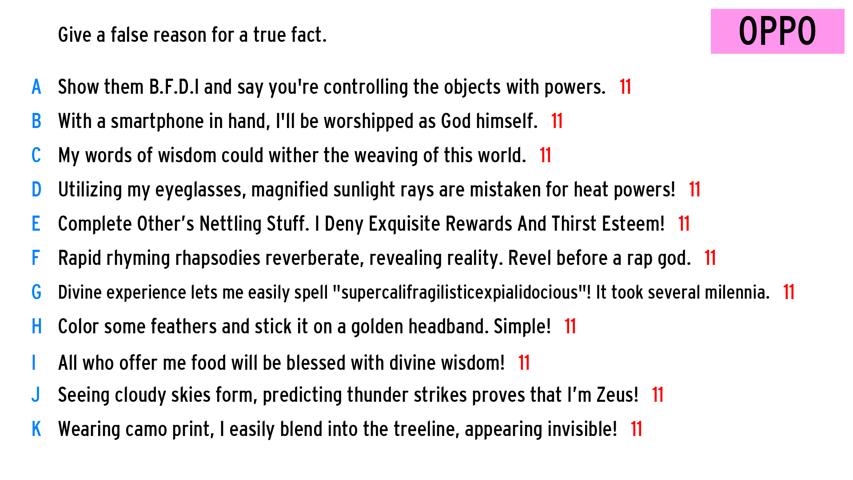 Give a false reason for a true fact.
OPPO
A Show them B.F.D.I and say you're controlling the objects with powers. 11
B With a smartphone in hand, I'll be worshipped as God himself. 11
C My words of wisdom could wither the weaving of this world. 11
D Utilizing my eyeglasses, magnified sunlight rays are mistaken for heat powers! 11
E Complete Other's Nettling Stuff. I Deny Exquisite Rewards And Thirst Esteem! 11
F Rapid rhyming rhapsodies reverberate, revealing reality. Revel before a rap god. 11
G Divine experience lets me easily spell "supercalifragilisticexpialidocious"! It took several milennia. 11
H Color some feathers and stick it on a golden headband. Simple! 11
I All who offer me food will be blessed with divine wisdom! 11
J Seeing cloudy skies form, predicting thunder strikes proves that I'm Zeus! 11
K Wearing camo print, I easily blend into the treeline, appearing invisible! 11